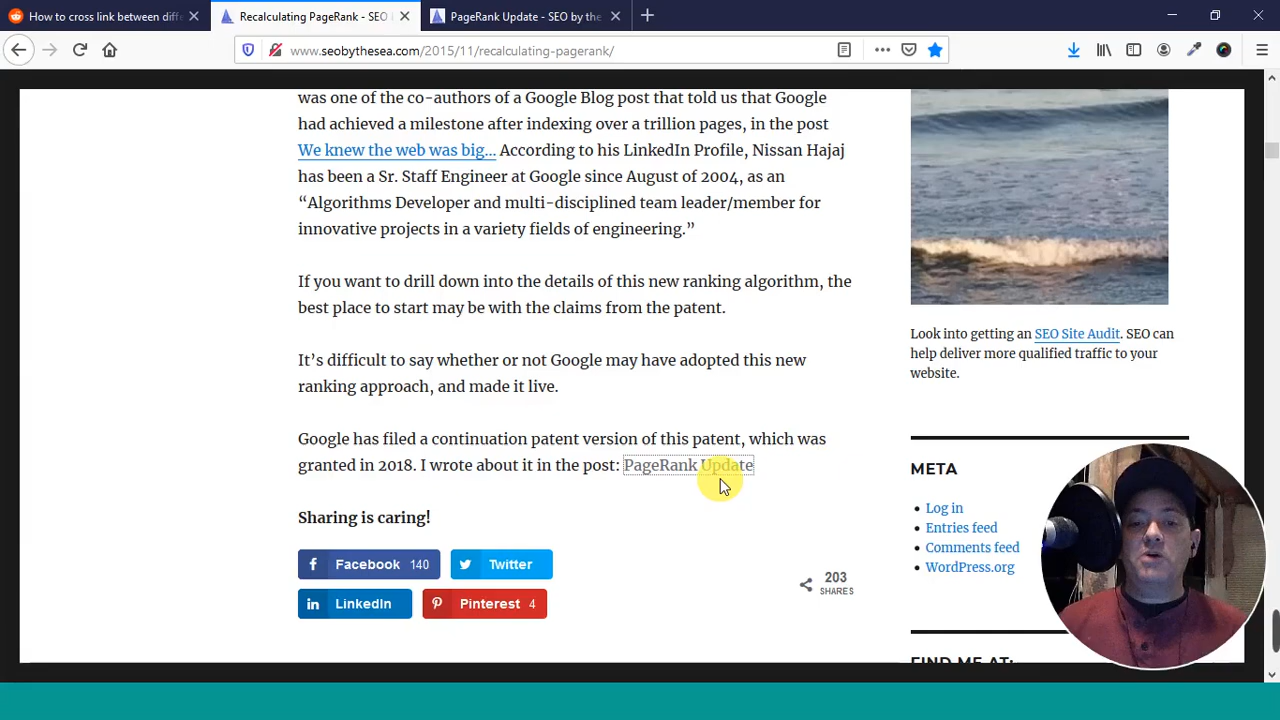 How to cross link between diff
Recalculating PageRank - SEO
PageRank Update - SEO by the
www.seobythesea.com/2015/11/recalculating-pagerank/
was one of the co-authors of a Google Blog post that told us that Google
had achieved a milestone after indexing over a trillion pages, in the post
We knew the web was big... According to his LinkedIn Profile, Nissan Hajaj
has been a Sr. Staff Engineer at Google since August of 2004, as an
“Algorithms Developer and multi-disciplined team leader/member for
innovative projects in a variety fields of engineering.”
If you want to drill down into the details of this new ranking algorithm, the
best place to start may be with the claims from the patent.
It’s difficult to say whether or not Google may have adopted this new
ranking approach, and made it live.
Google has filed a continuation patent version of this patent, which was
granted in 2018. I wrote about it in the post: PageRank Update
Sharing is caring!
Facebook 140
Twitter
LinkedIn
Pinterest 4
203
SHARES
Look into getting an SEO Site Audit. SEO can
help deliver more qualified traffic to your
website.
META
Log in
Entries feed
Comments feed
WordPress.org
FIND ME AT: